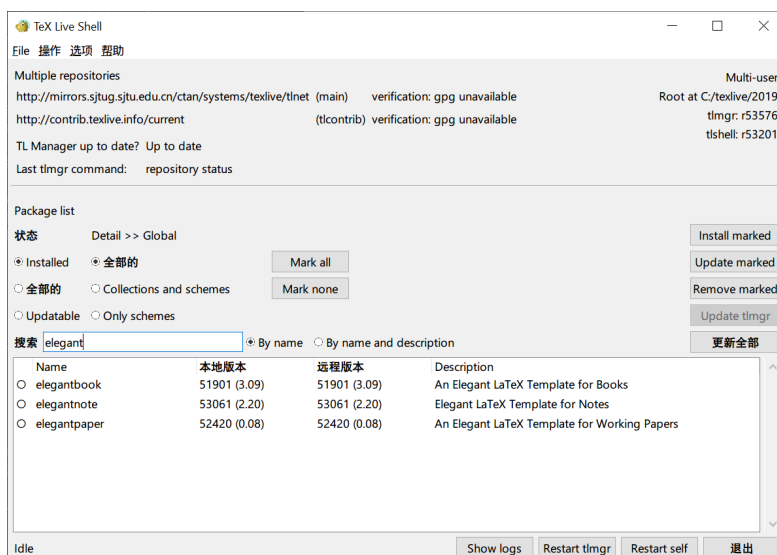 TeX Live Shell
File 操作 选项 帮助
Multiple repositories
Multi-user
http://mirrors.sjtug.sjtu.edu.cn/ctan/systems/texlive/tlnet (main) verification: gpg unavailable
Root at C:/texlive/2019
http://contrib.texlive.info/current (tlcontrib) verification: gpg unavailable
tlmgr: r53576
tlshell: r53201
TL Manager up to date? Up to date
Last tlmgr command: repository status
Package list
状态 Detail >> Global Install marked
Installed 全部的 Mark all Update marked
全部的 Collections and schemes Mark none Remove marked
Updatable Only schemes Update tlmgr
搜索 elegant By name By name and description 更新全部
Name 本地版本 远程版本 Description
elegantbook 51901 (3.09) 51901 (3.09) An Elegant LaTeX Template for Books
elegantnote 53061 (2.20) 53061 (2.20) Elegant LaTeX Template for Notes
elegantpaper 52420 (0.08) 52420 (0.08) An Elegant LaTeX Template for Working Papers
Idle Show logs Restart tlmgr Restart self 退出